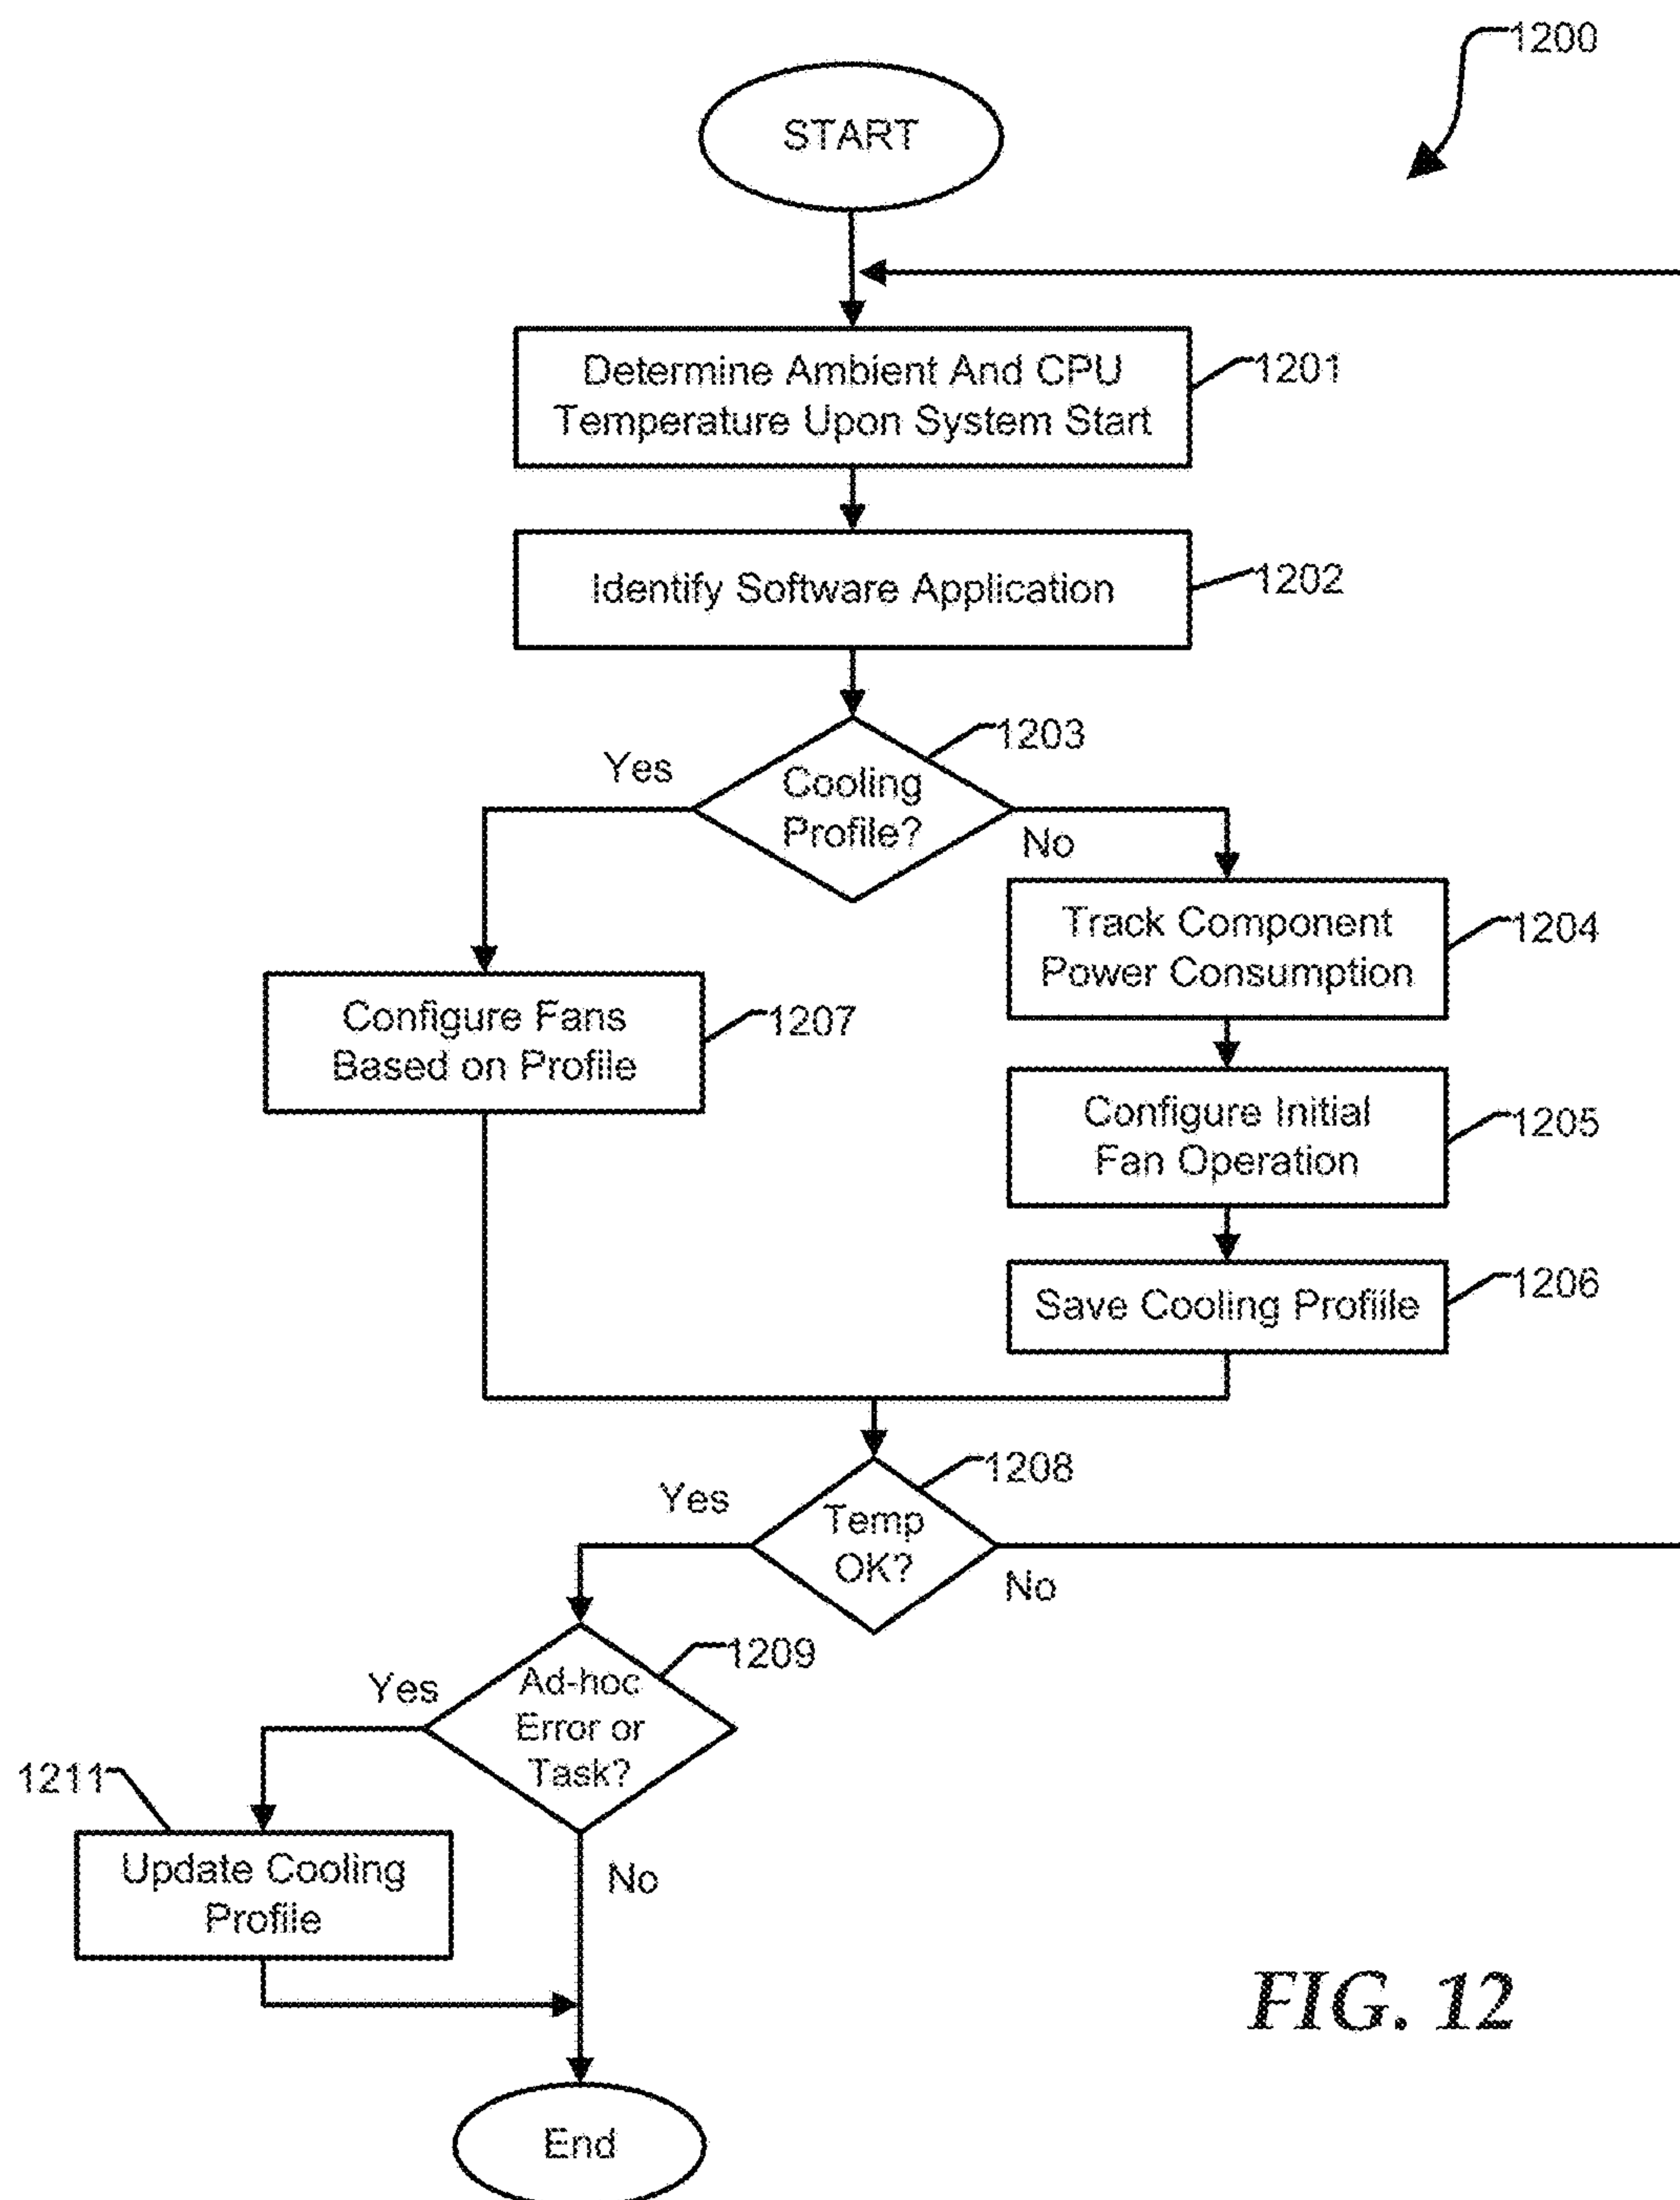 1200
START
Determine Ambient And CPU
Temperature Upon System Start
1201
Identify Software Application
1202
1203
Yes
Cooling
Profile?
No
Track Component
Power Consumption
1204
Configure Fans
Based on Profile
1207
Configure Initial
Fan Operation
1205
Save Cooling Profiile
1206
1208
Yes
Temp
OK?
No
1209
Yes
Ad-hoc
Error or
Task?
1211
Update Cooling
Profile
No
FIG. 12
End